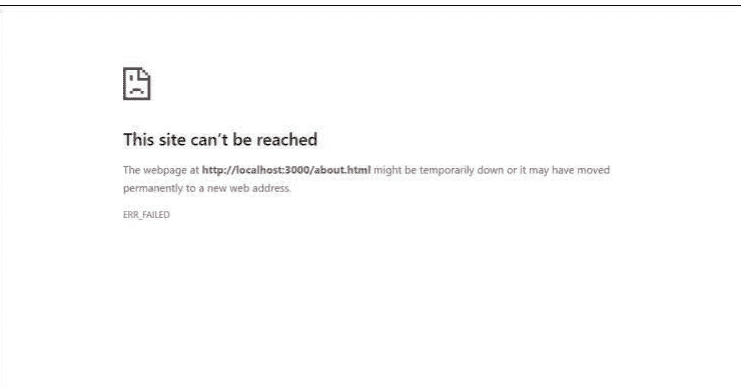 This site can't be reached
The webpage at http://localhost:3000/about.html might be temporarily down or it may have moved
permanently to a new web address.
ERR_FAILED